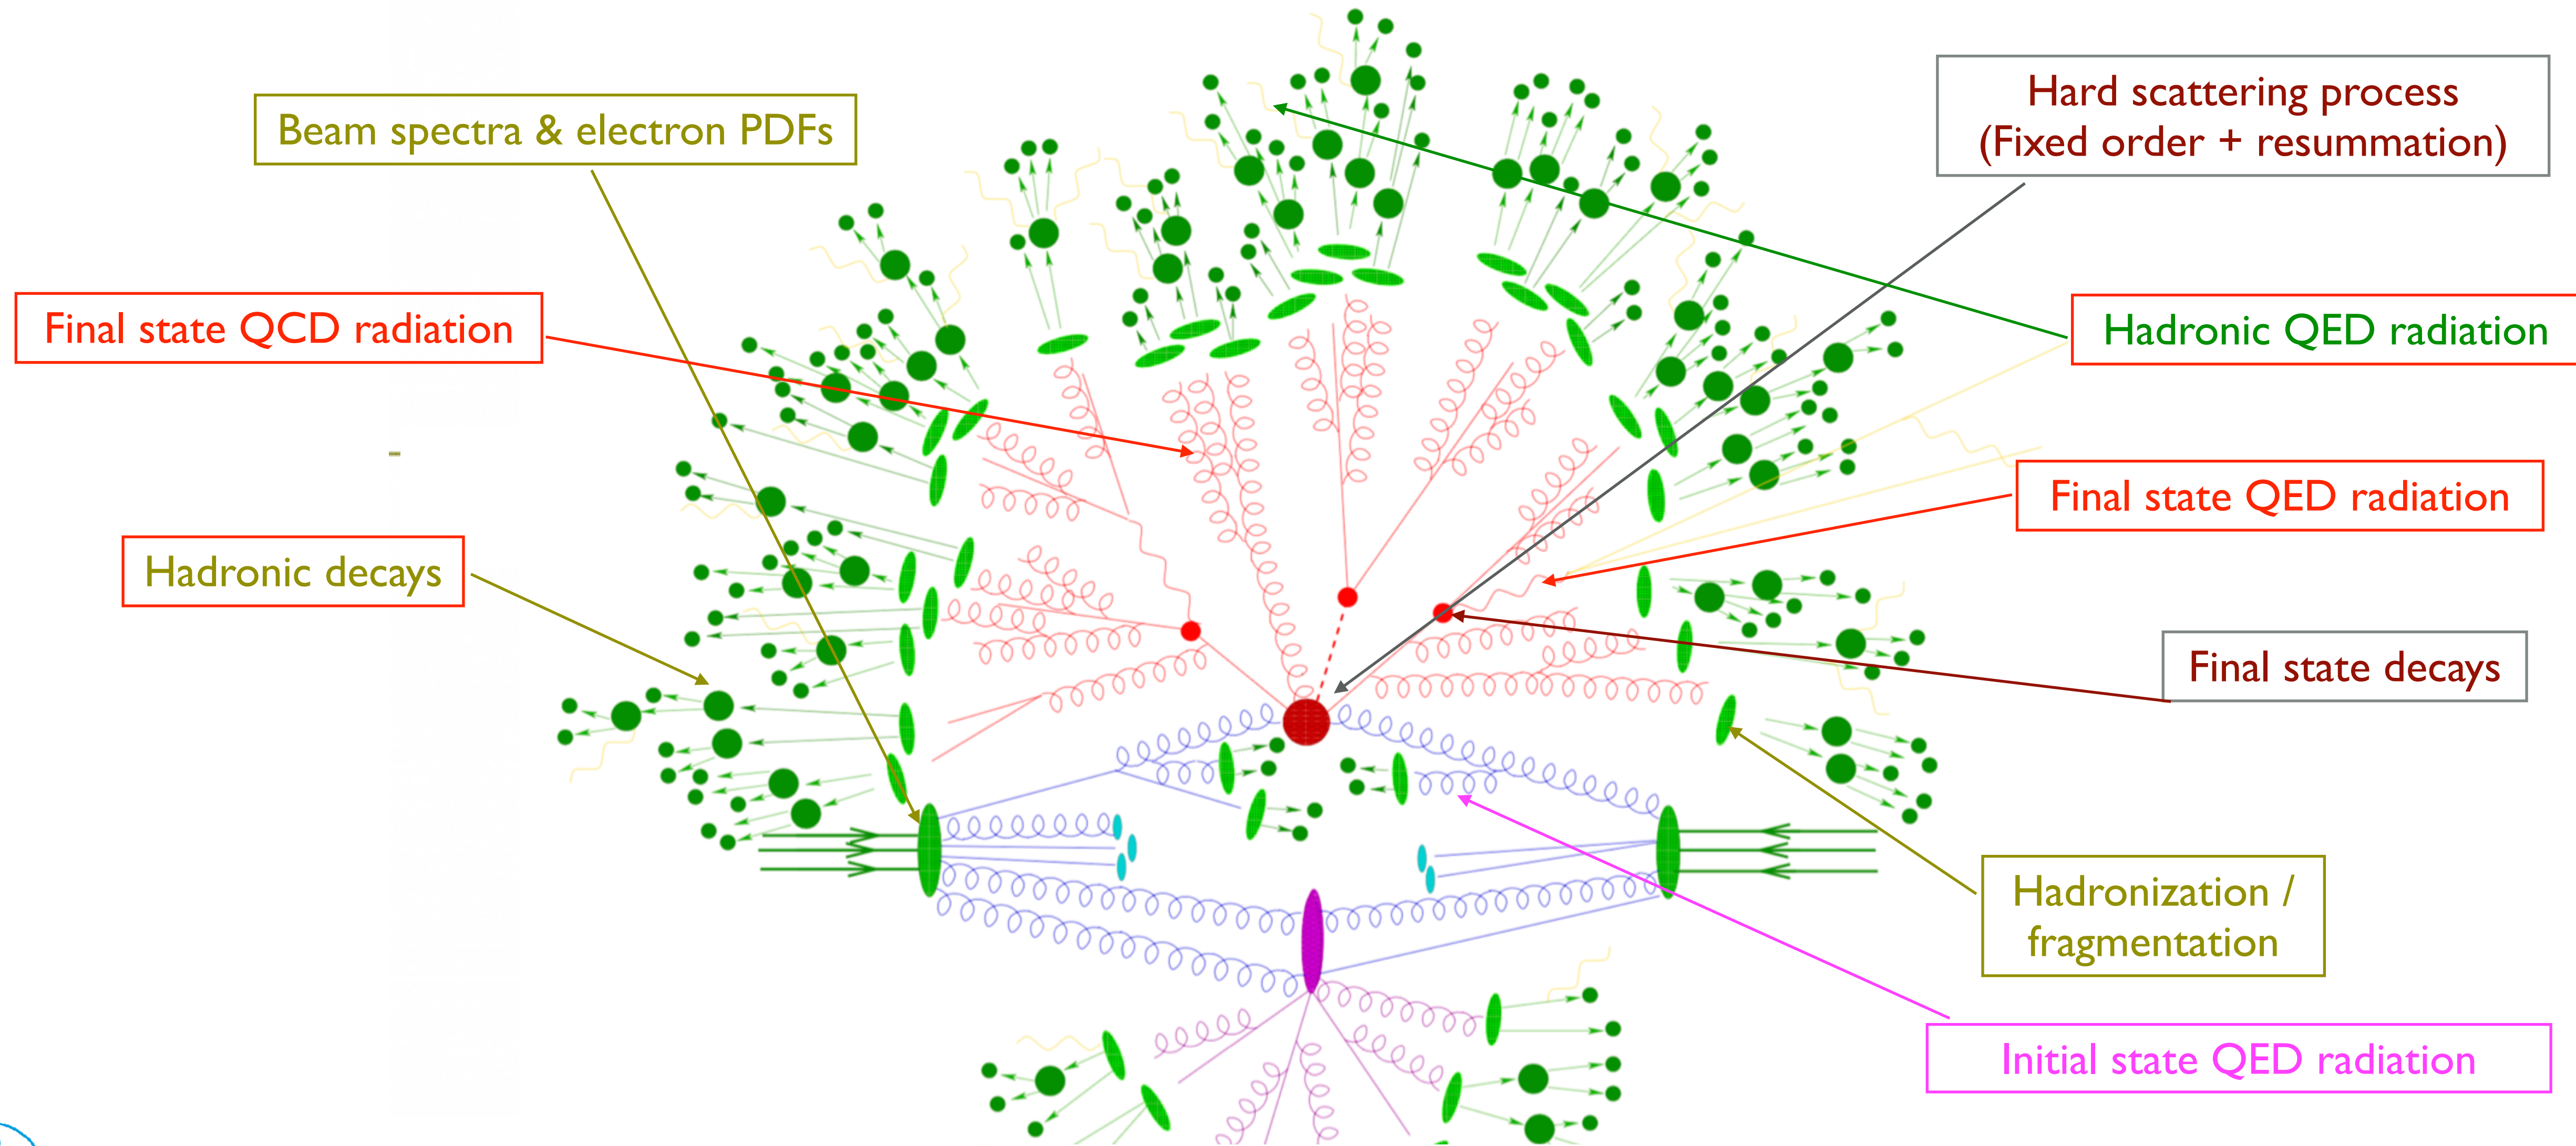 Hard scattering process
(Fixed order + resummation)
Beam spectra & electron PDFs
Final state QCD radiation
Hadronic QED radiation
Final state QED radiation
Hadronic decays
Final state decays
Hadronization /
fragmentation
Initial state QED radiation